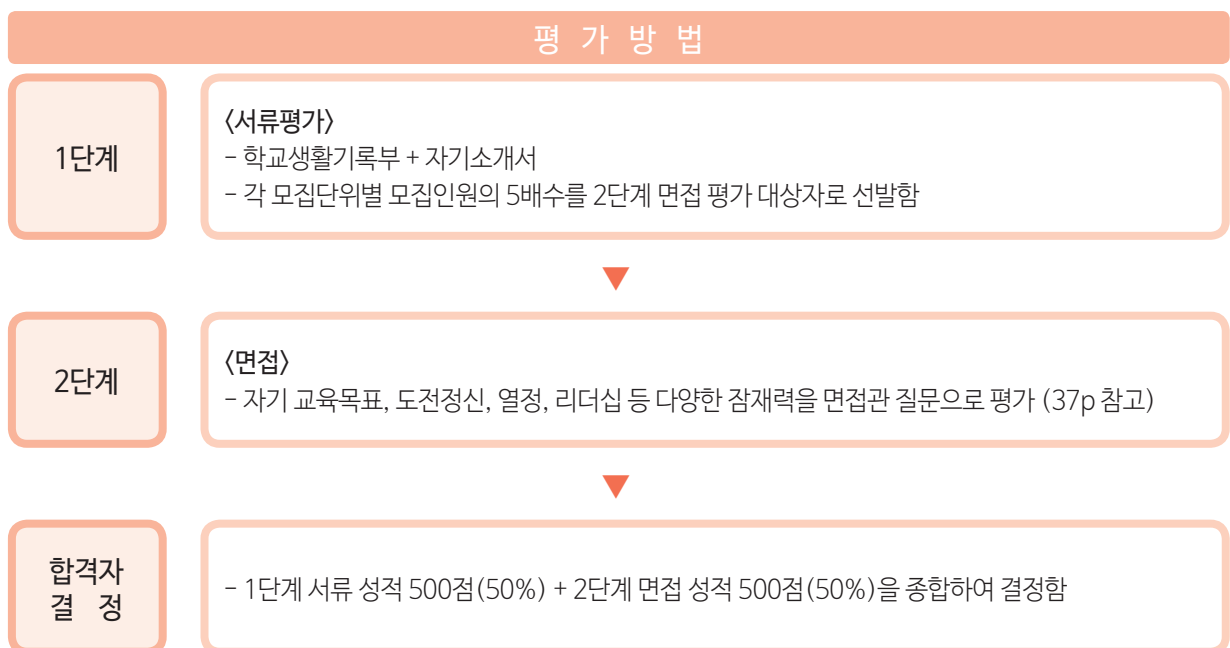 평 가 방 법
1단계
〈서류평가〉
- 학교생활기록부 + 자기소개서
- 각 모집단위별 모집인원의 5배수를 2단계 면접 평가 대상자로 선발함
2단계
〈면접〉
- 자기 교육목표, 도전정신, 열정, 리더십 등 다양한 잠재력을 면접관 질문으로 평가 (37p 참고)
합격자
결 정
- 1단계 서류 성적 500점(50%) + 2단계 면접 성적 500점(50%)을 종합하여 결정함